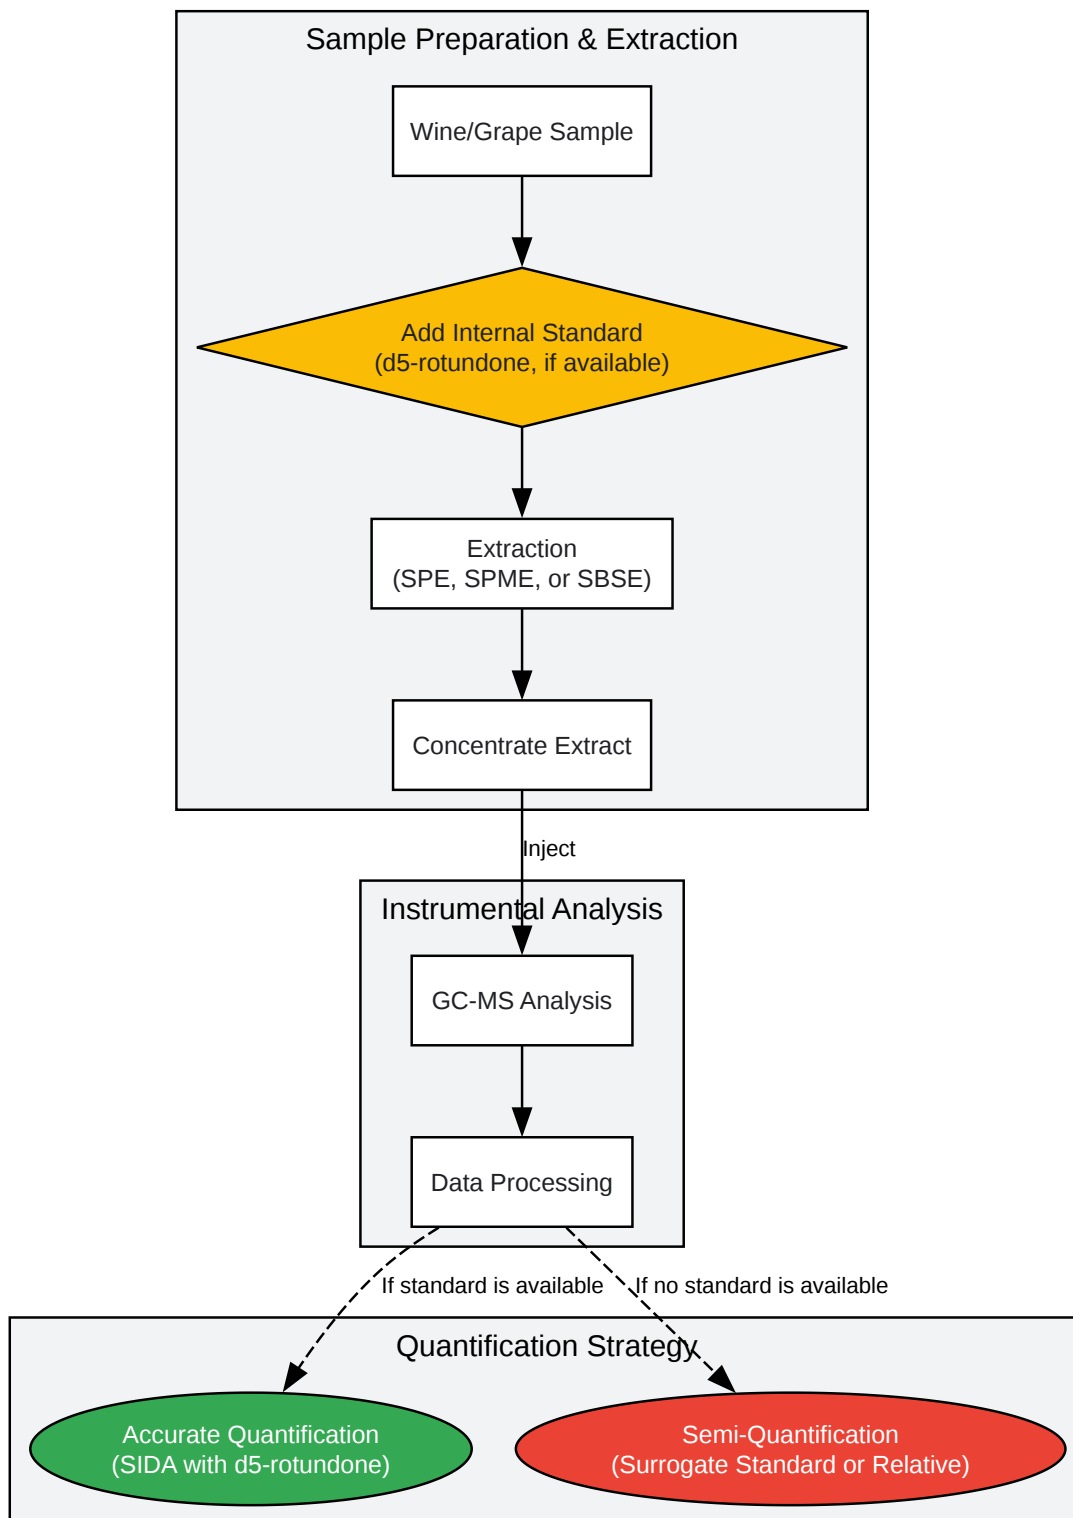 Sample Preparation & Extraction
Wine/Grape Sample
Add Internal Standard
(d5-rotundone, if available)
Extraction
(SPE, SPME, or SBSE)
Concentrate Extract
Inject
Instrumental Analysis
GC-MS Analysis
Data Processing
If standard is available
If no standard is available
Quantification Strategy
Accurate Quantification
(SIDA with d5-rotundone)
Semi-Quantification
(Surrogate Standard or Relative)